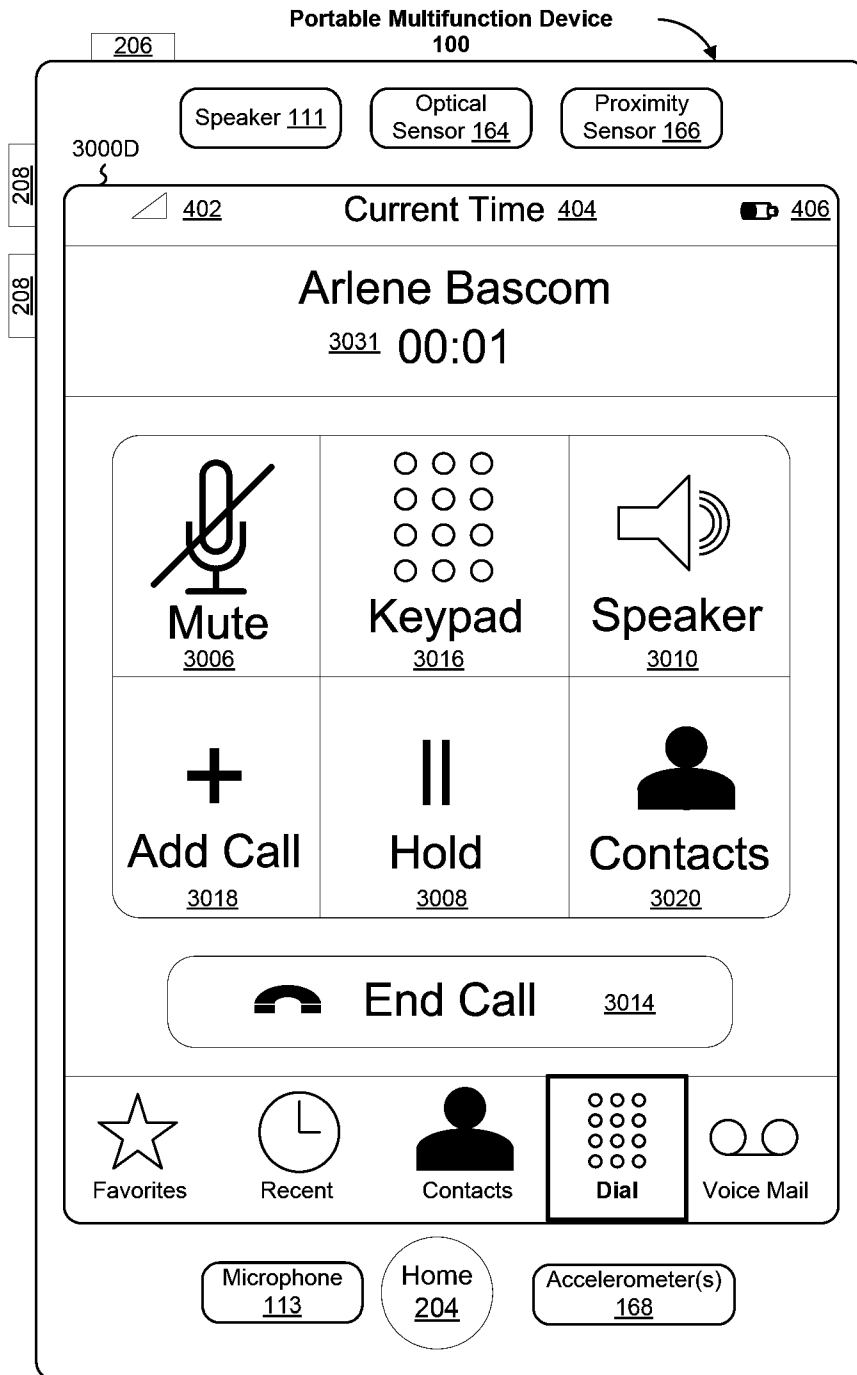 Portable Multifunction Device
100
206
Speaker 111
Optical
Sensor 164
Proximity
Sensor 166
208
208
3000D
402
Current Time 404
406
Arlene Bascom
3031 00:01
Mute
3006
Keypad
3016
Speaker
3010
Add Call
3018
Hold
3008
Contacts
3020
End Call 3014
Favorites
Recent
Contacts
Dial
Voice Mail
Microphone
113
Home
204
Accelerometer(s)
168